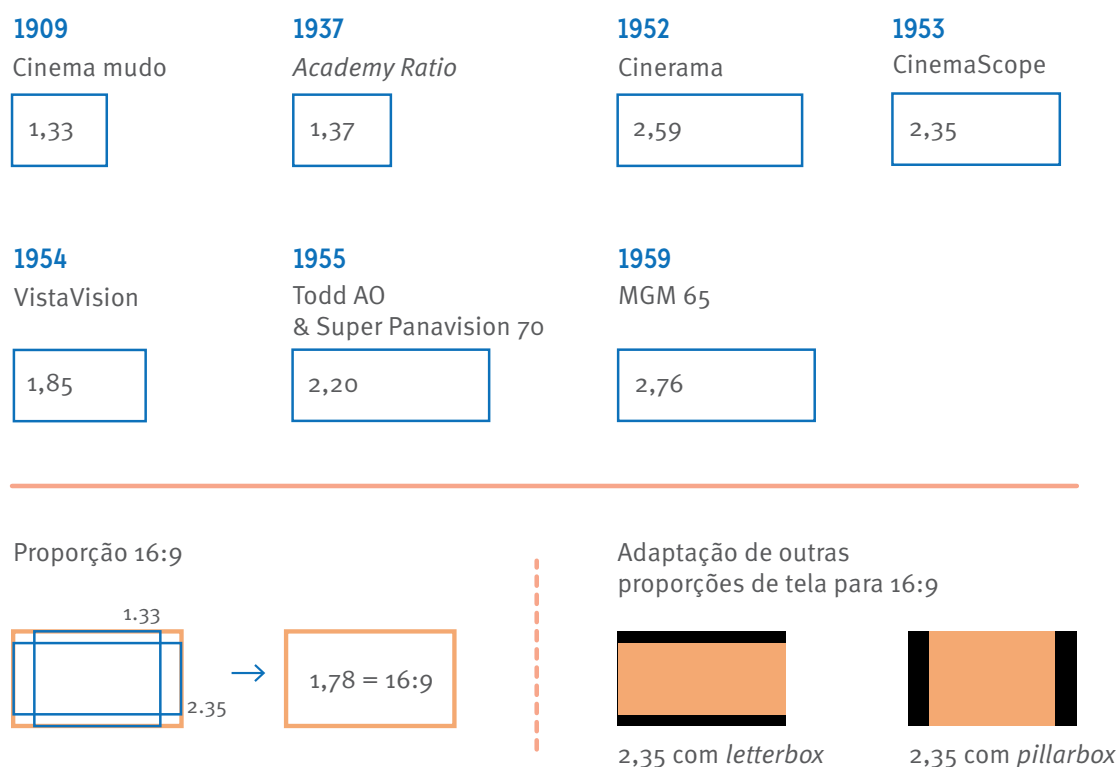 1909
Cinema mudo
1,33
1937
Academy Ratio
1,37
1952
Cinerama
2,59
1953
CinemaScope
2,35
1954
VistaVision
1,85
1955
Todd AO
& Super Panavision 70
2,20
1959
MGM 65
2,76
Proporção 16:9
1.33
2.35
1,78 = 16:9
Adaptação de outras
proporções de tela para 16:9
2,35 com letterbox
2,35 com pillarbox